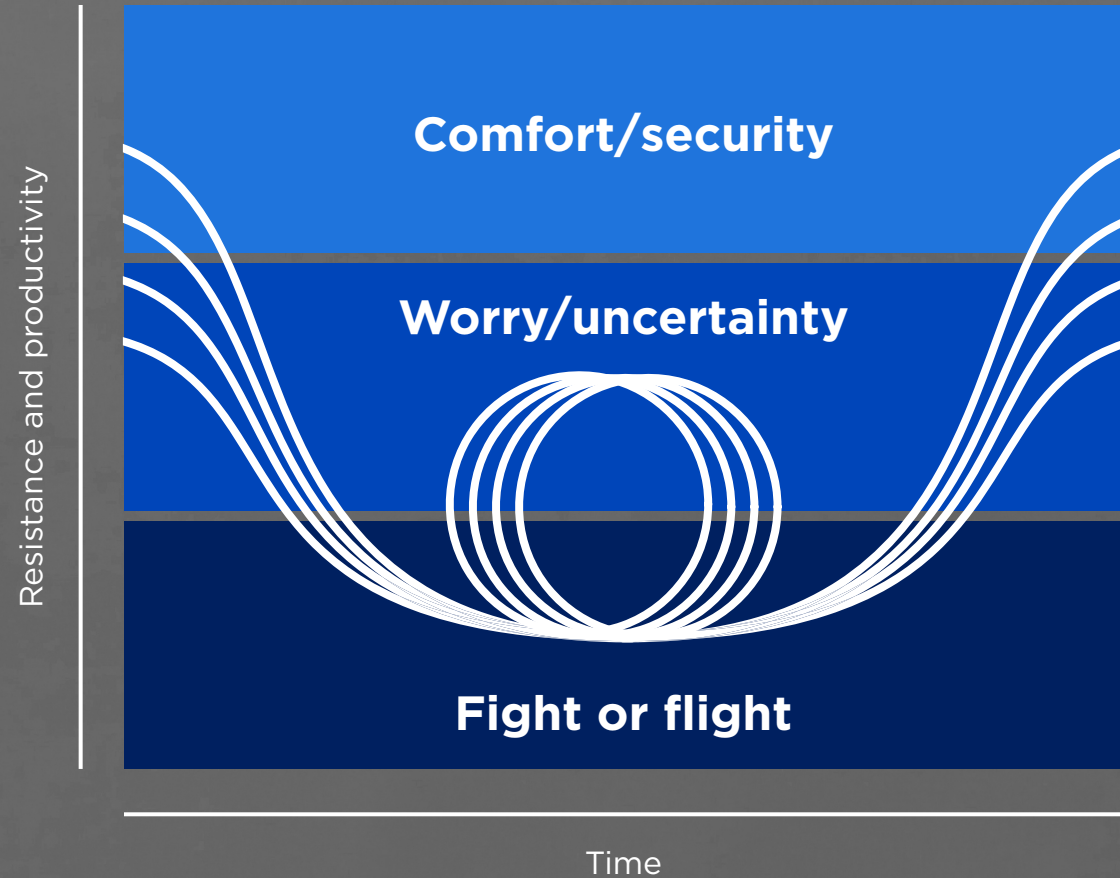 Comfort/security
Worry/uncertainty
Fight or flight
Resistance and productivity
Time